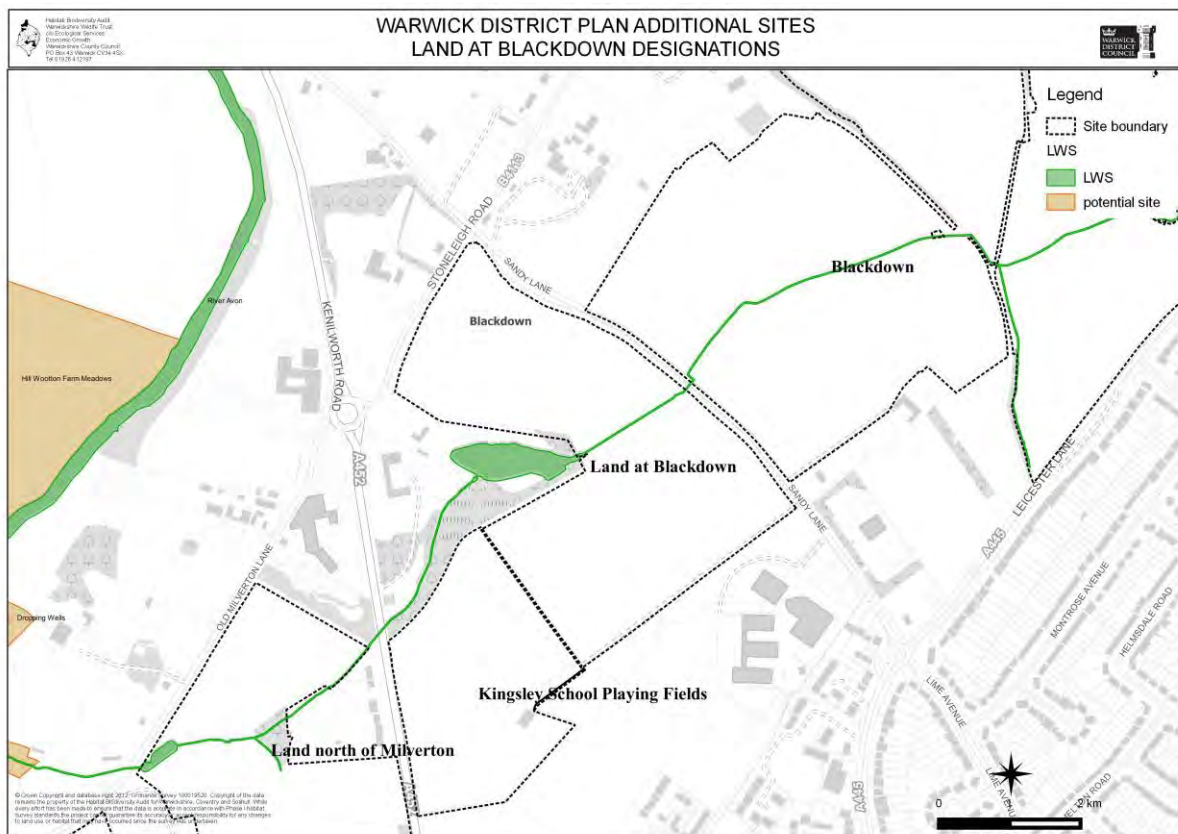 Habitat Biodiversity Audit
Warwickshire Wildlife Trust
c/o Ecological Services
Economic Growth
Warwickshire County Council
WARWICK DISTRICT PLAN ADDITIONAL SITES
LAND AT BLACKDOWN DESIGNATIONS
WARWICK
DISTRICT
COUNCIL
Legend
Site boundary
LWS
LWS
potential site
B4113
STONELEIGH ROAD
SANDY LANE
Blackdown
River Avon
KENILWORTH ROAD
Blackdown
Hill Wootton Farm Meadows
A452
Land at Blackdown
SANDY LANE
LEICESTER LANE
A445
MONTROSE AVENUE
HELMSDALE ROAD
OLD MILVERTON LANE
Dropping Wells
Kingsley School Playing Fields
LIME AVENUE
Land north of Milverton
LIME AVENUE
0
2 km